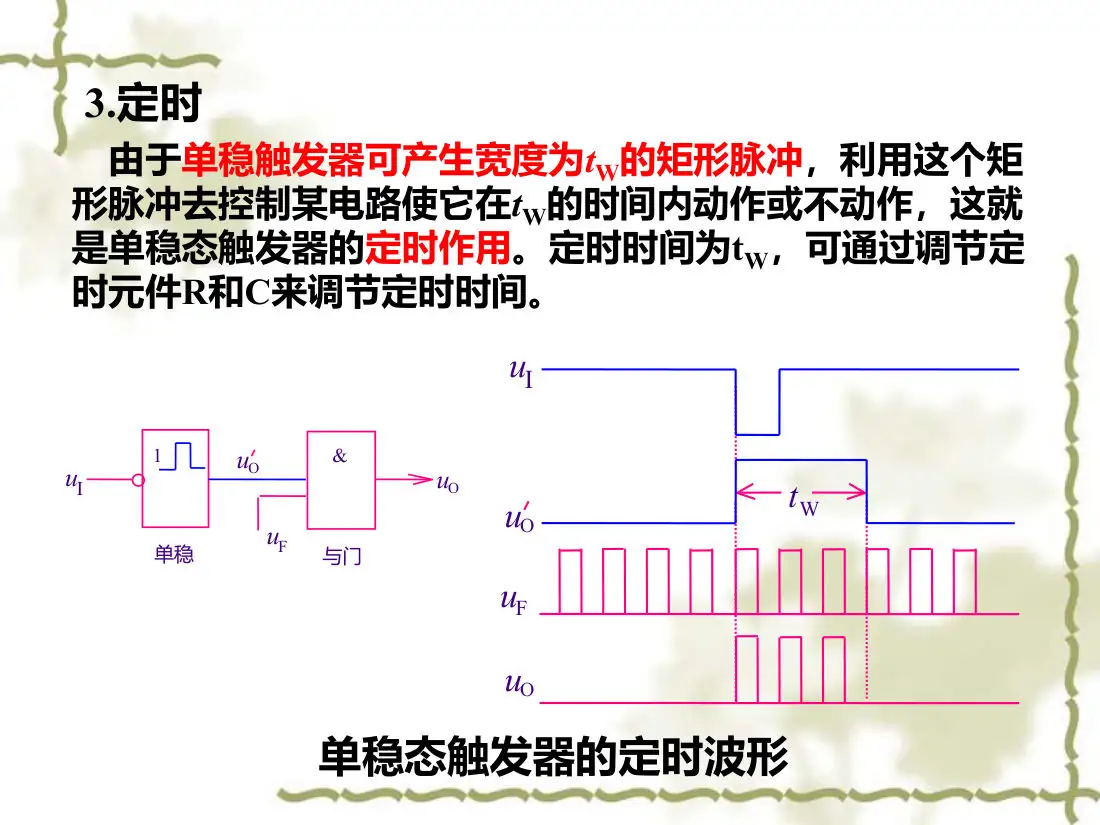 3.定时
由于单稳触发器可产生宽度为tW的矩形脉冲，利用这个矩
形脉冲去控制某电路使它在tW的时间内动作或不动作，这就
是单稳态触发器的定时作用。定时时间为tW，可通过调节定
时元件R和C来调节定时时间。
uI
1
u′O
&
uI
uO
uF
单稳
与门
tW
u′O
uF
uO
单稳态触发器的定时波形